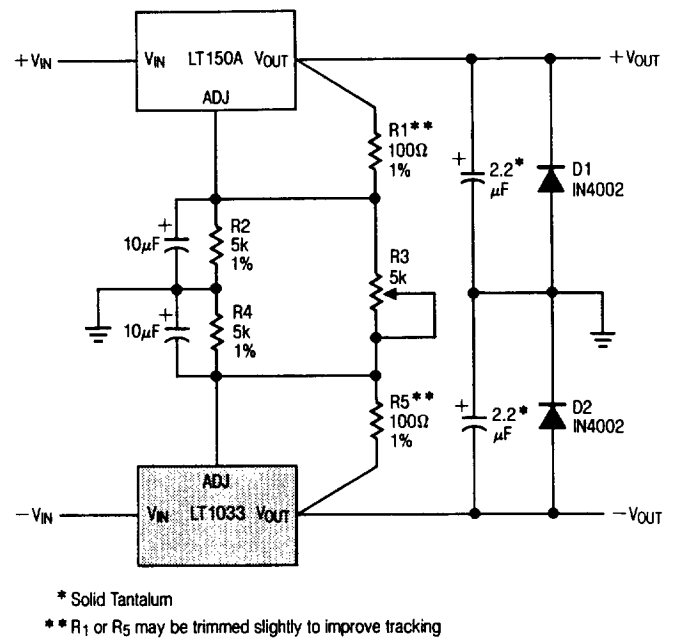 +VIN
VIN LT150A VOUT
ADJ
+VOUT
R1**
100Ω
1%
+
2.2*
μF
D1
IN4002
+
10μF
R2
5k
1%
R3
5k
+
10μF
R4
5k
1%
R5**
100Ω
1%
+
2.2*
μF
D2
IN4002
ADJ
−VIN
VIN LT1033 VOUT
−VOUT
* Solid Tantalum
** R1 or R5 may be trimmed slightly to improve tracking